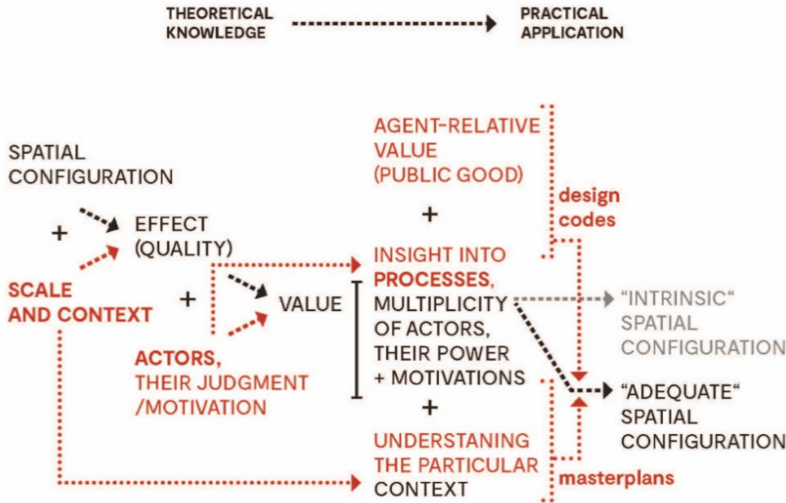 THEORETICAL
KNOWLEDGE
PRACTICAL
APPLICATION
SPATIAL
CONFIGURATION
+
EFFECT
(QUALITY)
SCALE
AND CONTEXT
+
VALUE
ACTORS,
THEIR JUDGMENT
/MOTIVATION
AGENT-RELATIVE
VALUE
(PUBLIC GOOD)
+
INSIGHT INTO
PROCESSES,
MULTIPLICITY
OF ACTORS,
THEIR POWER
+ MOTIVATIONS
+
UNDERSTANING
THE PARTICULAR
CONTEXT
design
codes
"INTRINSIC"
SPATIAL
CONFIGURATION
"ADEQUATE"
SPATIAL
CONFIGURATION
masterplans